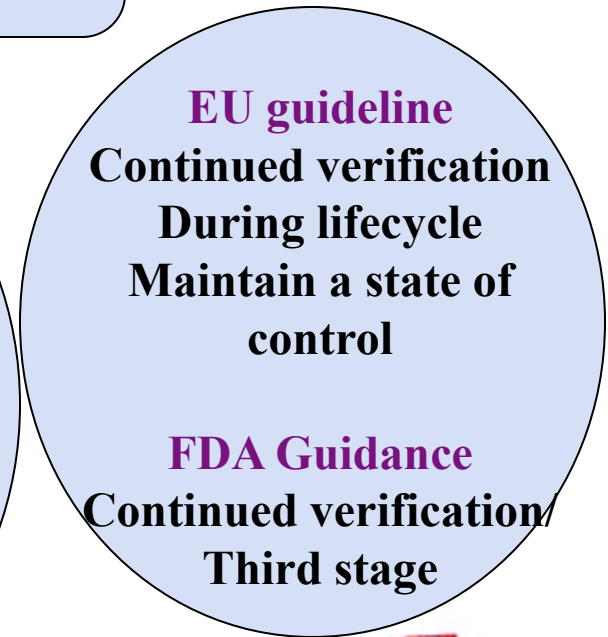 EU guideline
Continued verification
During lifecycle
Maintain a state of
control
FDA Guidance
Continued verification/
Third stage